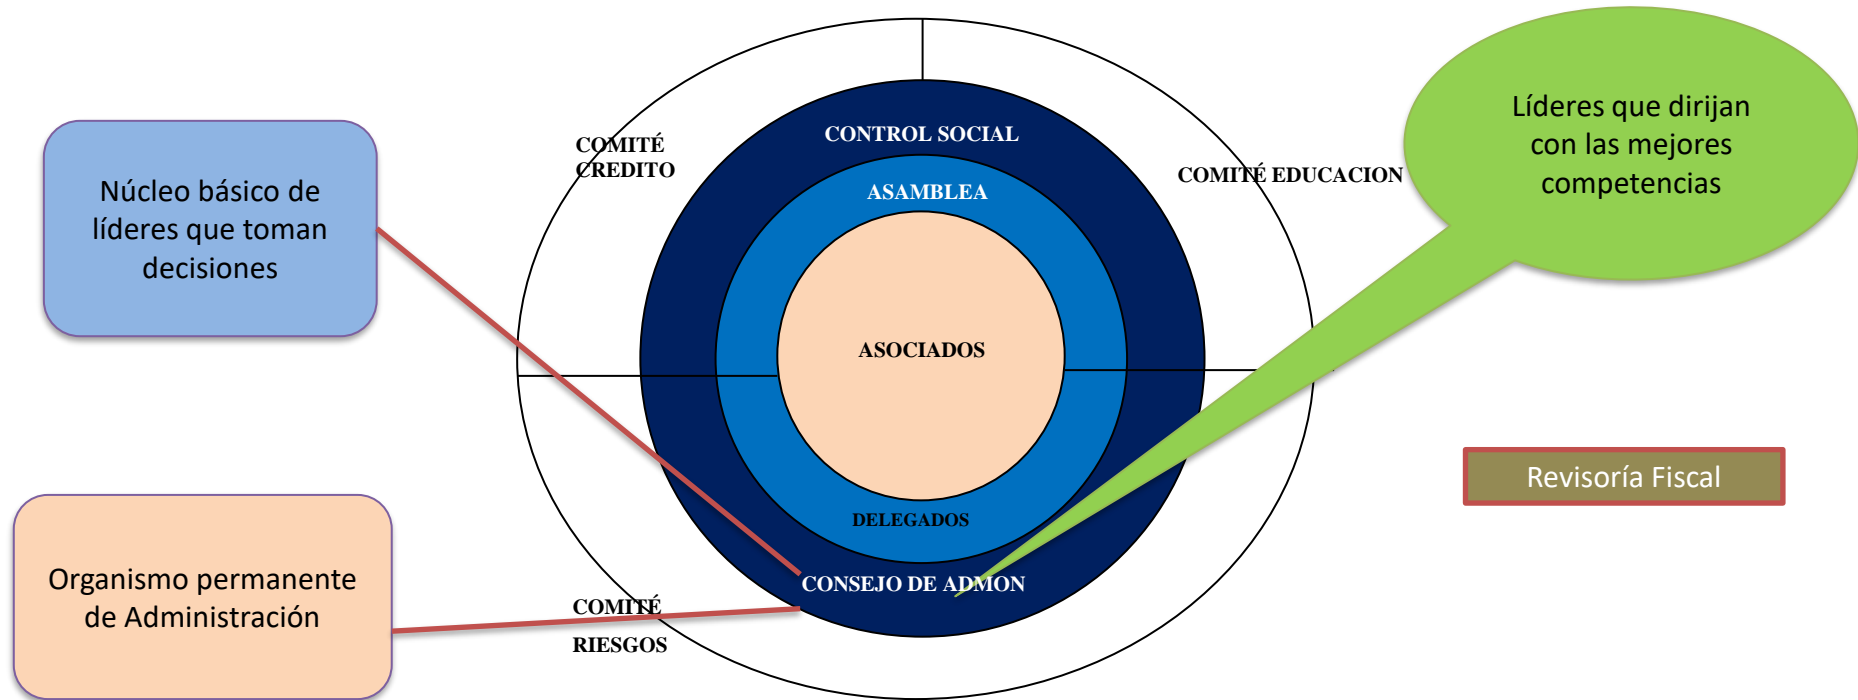 Núcleo básico de
líderes que toman
decisiones
Organismo permanente
de Administración
COMITÉ
CREDITO
CONTROL SOCIAL
ASAMBLEA
ASOCIADOS
DELEGADOS
CONSEJO DE ADMON
COMITÉ
RIESGOS
COMITÉ EDUCACION
Líderes que dirijan
con las mejores
competencias
Revisoría Fiscal